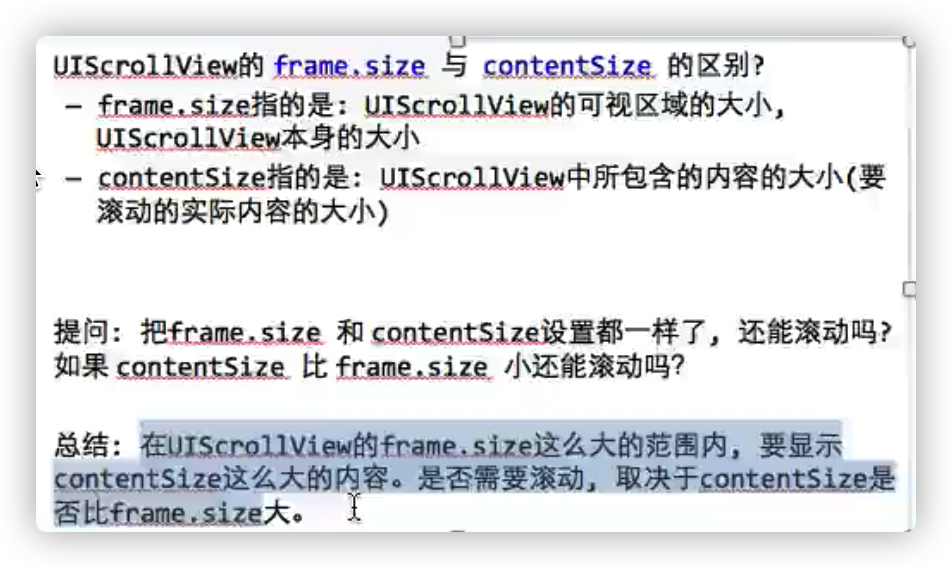 UIScrollView的 frame.size 与 contentSize 的区别?
– frame.size指的是: UIScrollView的可视区域的大小,
UIScrollView本身的大小
– contentSize指的是: UIScrollView中所包含的内容的大小(要
滚动的实际内容的大小)
提问: 把frame.size 和 contentSize设置都一样了, 还能滚动吗?
如果 contentSize 比 frame.size 小还能滚动吗?
总结: 在UIScrollView的frame.size这么大的范围内, 要显示
contentSize这么大的内容。是否需要滚动, 取决于contentSize是
否比frame.size大。